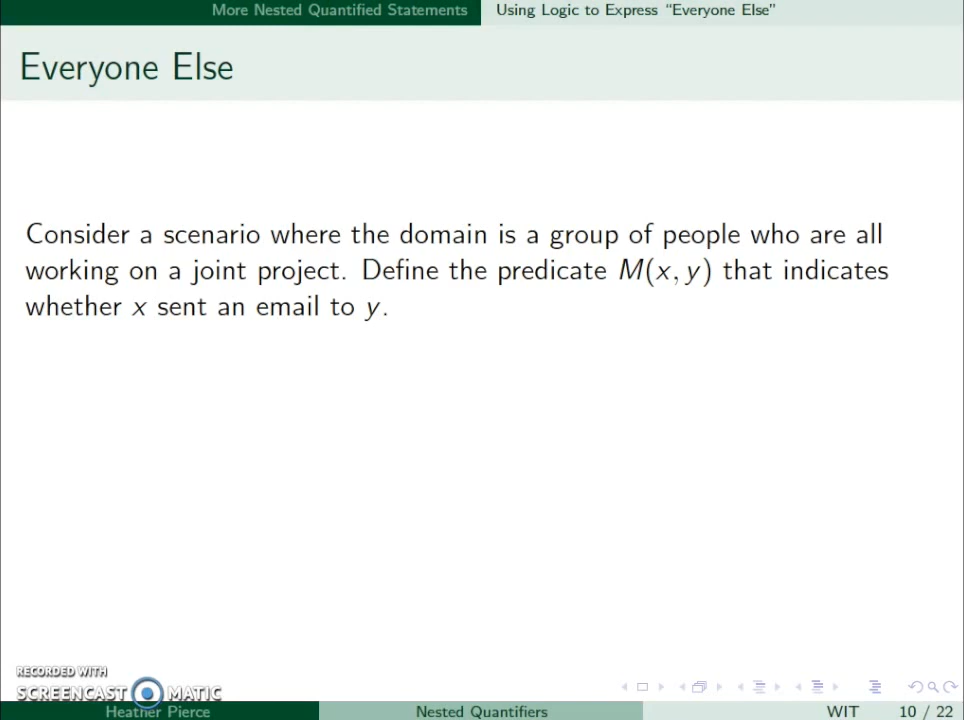 More Nested Quantified Statements Using Logic to Express “Everyone Else”
Everyone Else
Consider a scenario where the domain is a group of people who are all
working on a joint project. Define the predicate M(x, y) that indicates
whether x sent an email to y.
RECORDED WITH
SCREENCAST MATIC
Heather Pierce Nested Quantifiers WIT 10 / 22